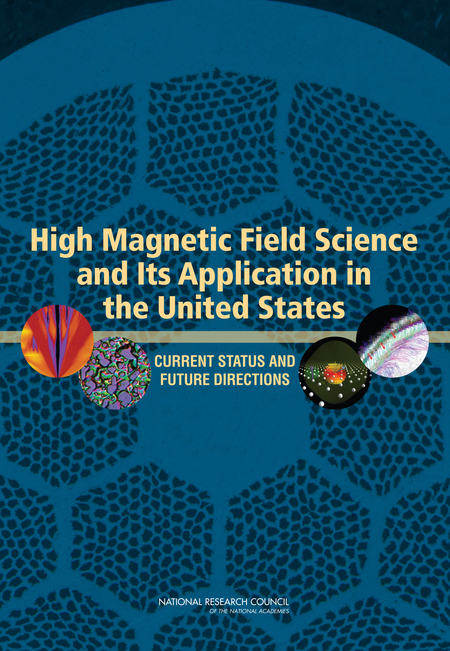 High Magnetic Field Science
and Its Application in
the United States
CURRENT STATUS AND
FUTURE DIRECTIONS
NATIONAL RESEARCH COUNCIL
OF THE NATIONAL ACADEMIES